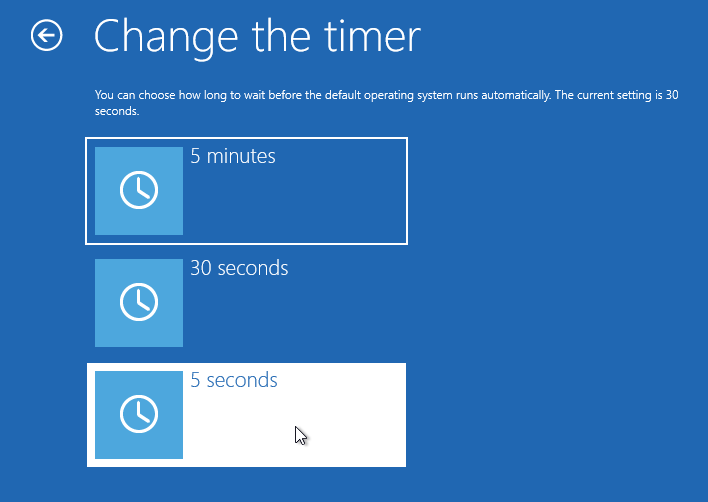 Change the timer
You can choose how long to wait before the default operating system runs automatically. The current setting is 30
seconds.
5 minutes
30 seconds
5 seconds